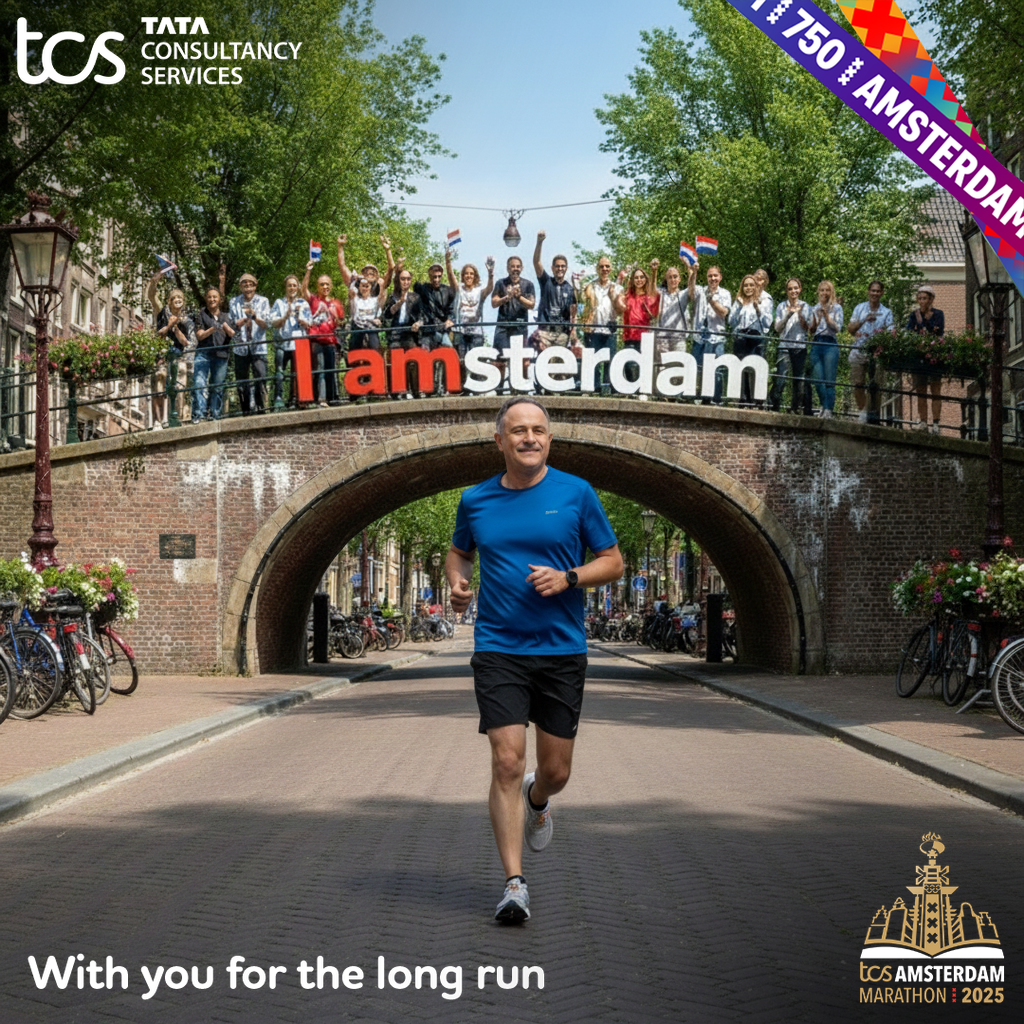 tcs TATA
CONSULTANCY
SERVICES
750 AMSTERDAM
I amsterdam
With you for the long run
tcs AMSTERDAM
MARATHON 2025